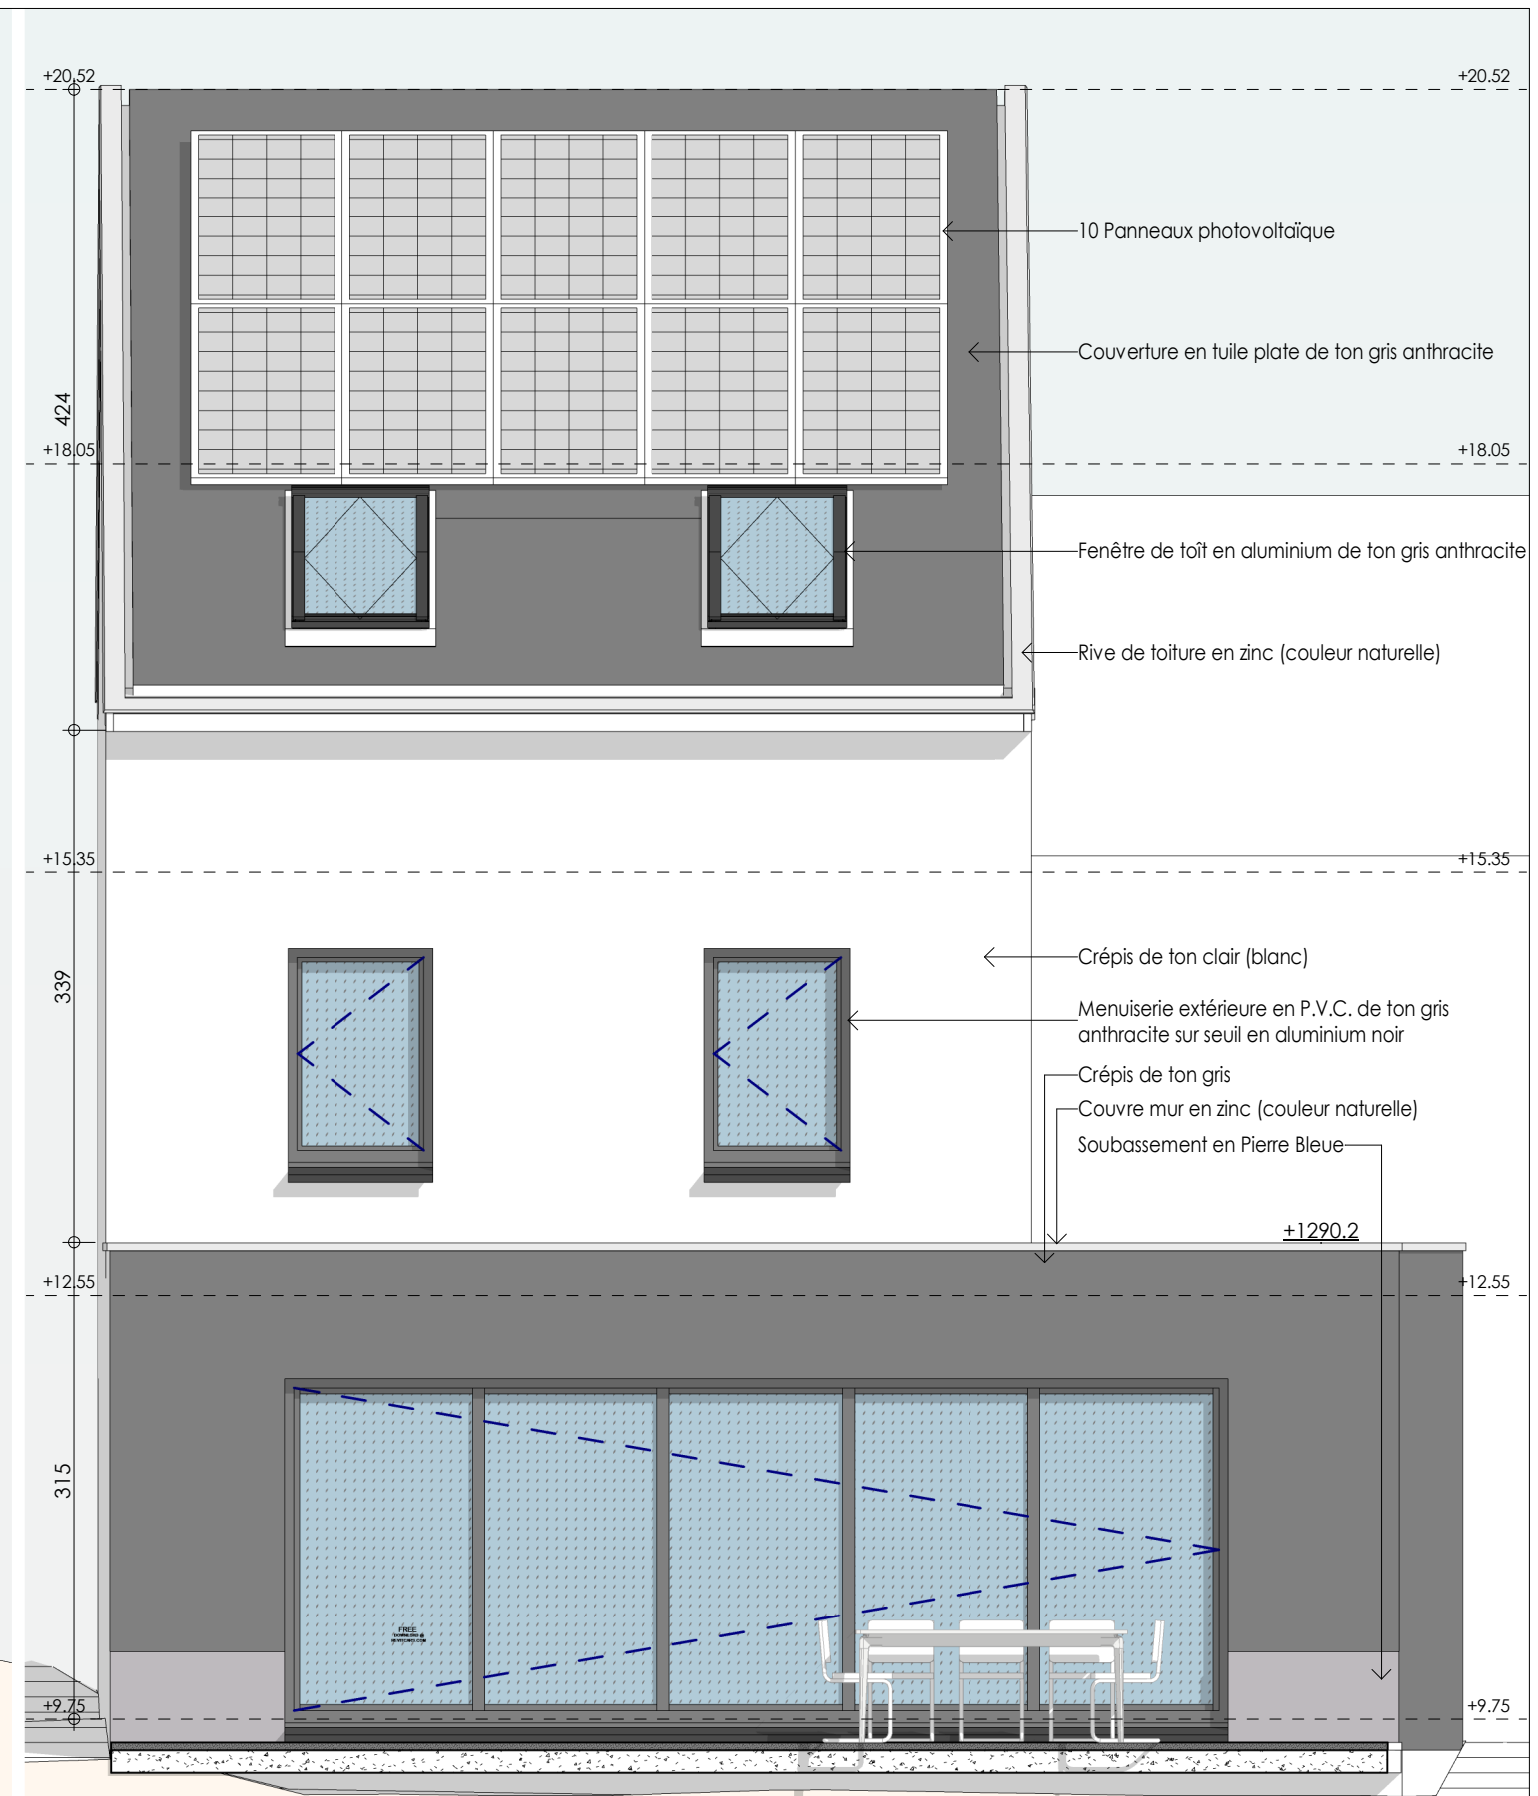 +20.52
+20.52
10 Panneaux photovoltaïque
Couverture en tuile plate de ton gris anthracite
424
+18.05
+18.05
Fenêtre de toît en aluminium de ton gris anthracite
Rive de toiture en zinc (couleur naturelle)
+15.35
+15.35
339
Crépis de ton clair (blanc)
Menuiserie extérieure en P.V.C. de ton gris
anthracite sur seuil en aluminium noir
Crépis de ton gris
Couvre mur en zinc (couleur naturelle)
Soubassement en Pierre Bleue
+1290.2
+12.55
+12.55
315
FREE
DOWNLOAD @
REVITCARS.COM
+9.75
+9.75